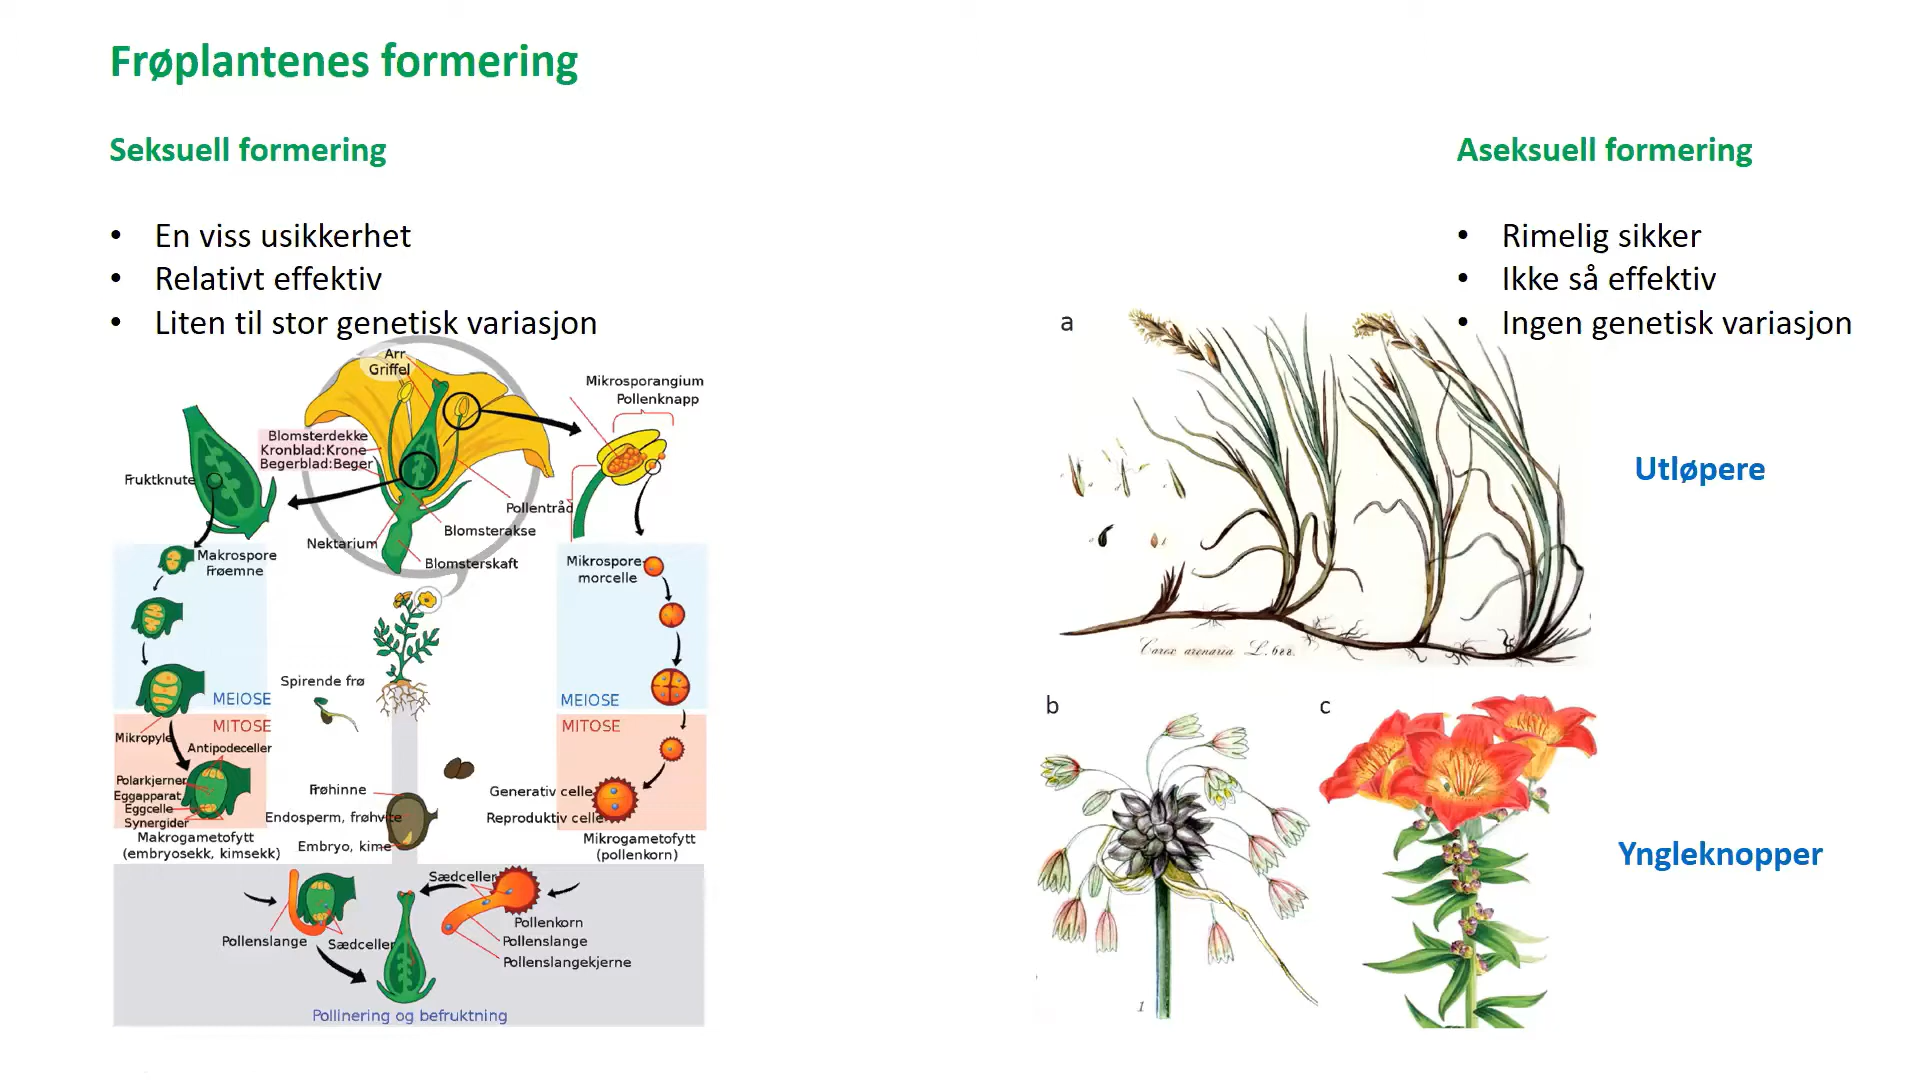 Frøplantenes formering
Seksuell formering
• En viss usikkerhet
• Relativt effektiv
• Liten til stor genetisk variasjon
Arr
Griffel
Mikrosporangium
Pollenknapp
Blomsterdekke
Kronblad:Krone
Begerblad:Beger
Fruktknute
Pollentråd
Blomsterakse
Nektarium
Blomsterskaft
Makrospore
Frøemne
Mikrospore-
morcelle
MEIOSE
MITOSE
Spirende frø
MEIOSE
MITOSE
Mikropyle
Antipodeceller
Polarkjerner
Eggapparat
Eggcelle
Synergider
Makrogametofytt
(embryosekk, kimsekk)
Frøhinne
Endosperm, frøhvite
Embryo, kime
Generativ celle
Reproduktiv celle
Mikrogametofytt
(pollenkorn)
Sædceller
Pollenkorn
Pollenslange
Pollenslangekjerne
Pollenslange
Sædceller
Pollinering og befruktning
Aseksuell formering
• Rimelig sikker
• Ikke så effektiv
• Ingen genetisk variasjon
a
Carex arenaria L. 622.
Utløpere
b
c
1
Yngleknopper